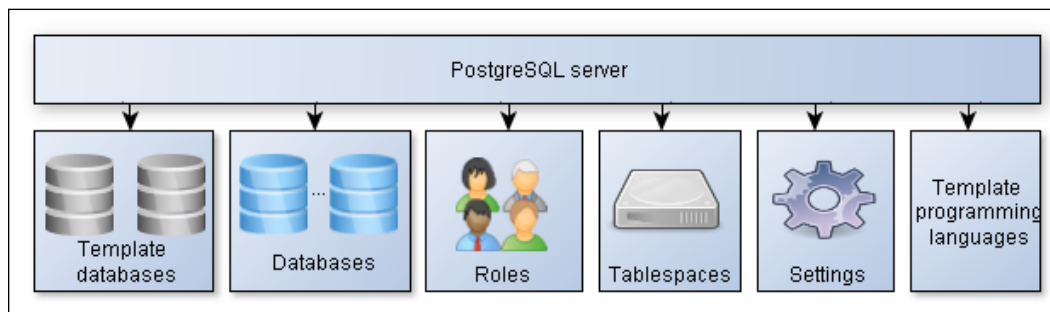 PostgreSQL server
Template
databases
...
Databases
Roles
Tablespaces
Settings
Template
programming
languages